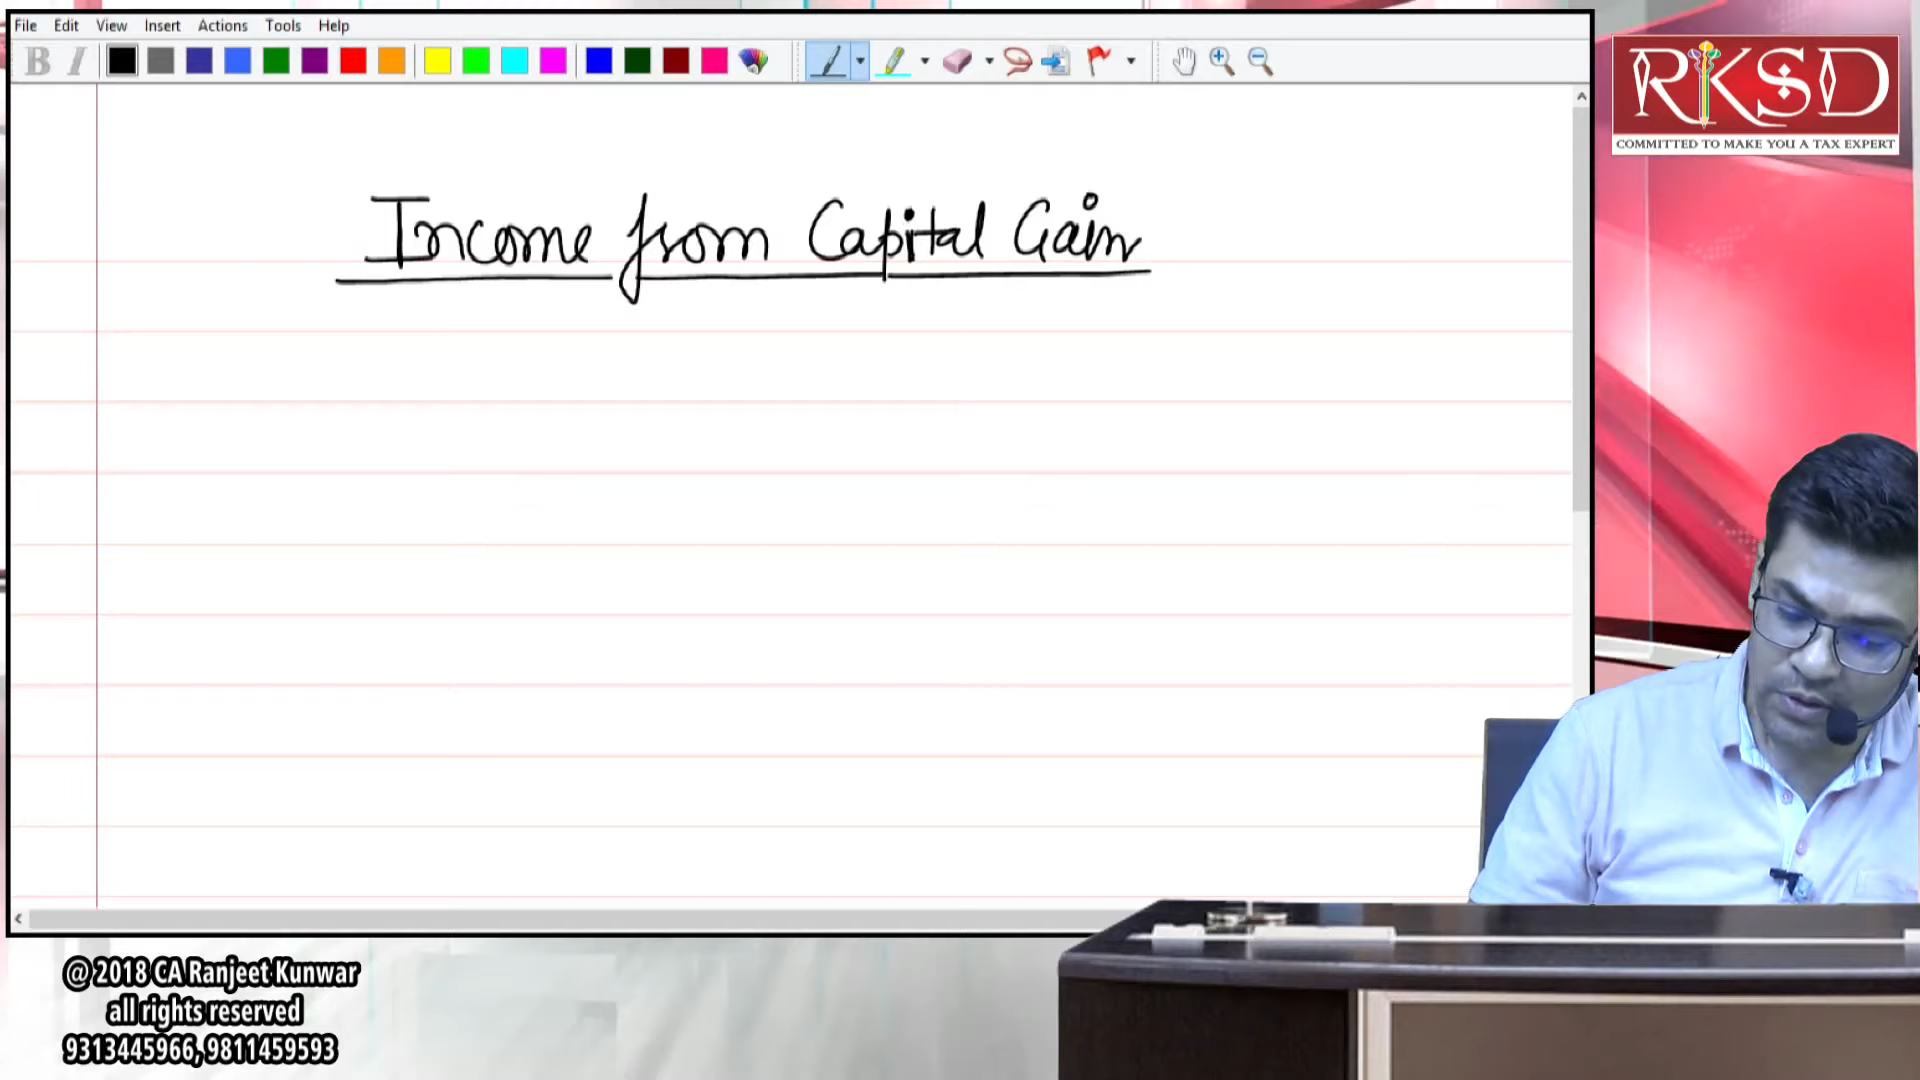 File Edit View Insert Actions Tools Help
B I
RKSD
COMMITTED TO MAKE YOU A TAX EXPERT
Income from Capital Gain
@ 2018 CA Ranjeet Kunwar
all rights reserved
9313445966, 9811459593